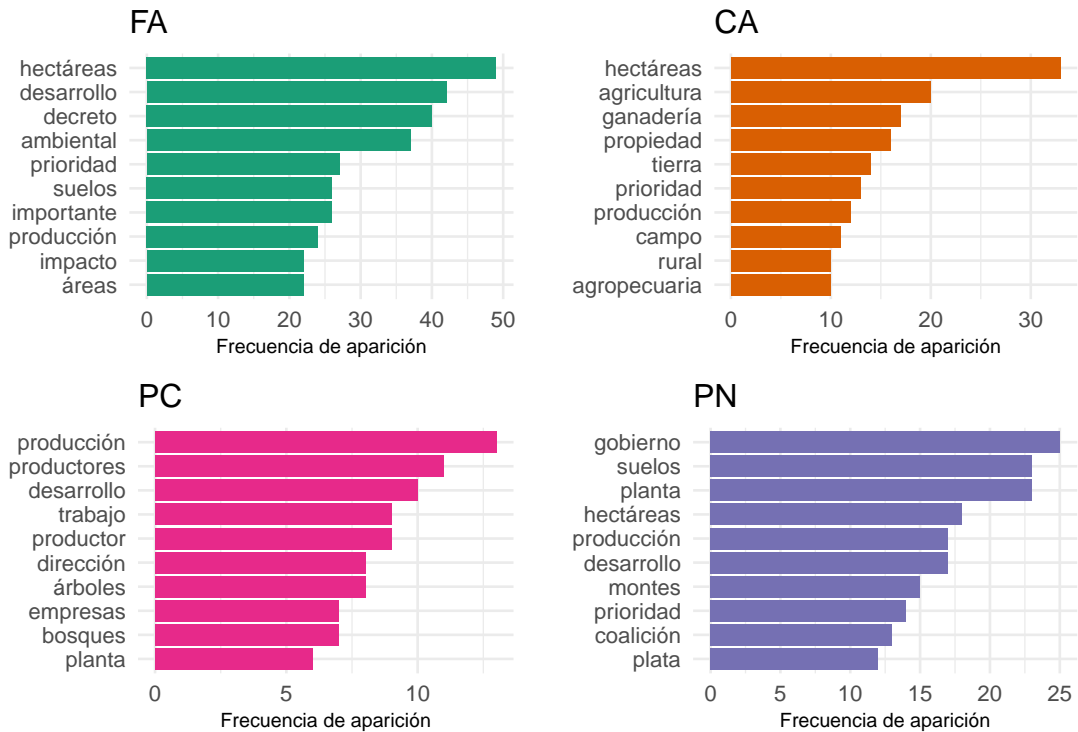 FA
hectáreas
desarrollo
decreto
ambiental
prioridad
suelos
importante
producción
impacto
áreas
0 10 20 30 40 50
Frecuencia de aparición
CA
hectáreas
agricultura
ganadería
propiedad
tierra
prioridad
producción
campo
rural
agropecuaria
0 10 20 30
Frecuencia de aparición
PC
producción
productores
desarrollo
trabajo
productor
dirección
árboles
empresas
bosques
planta
0 5 10
Frecuencia de aparición
PN
gobierno
suelos
planta
hectáreas
producción
desarrollo
montes
prioridad
coalición
plata
0 5 10 15 20 25
Frecuencia de aparición